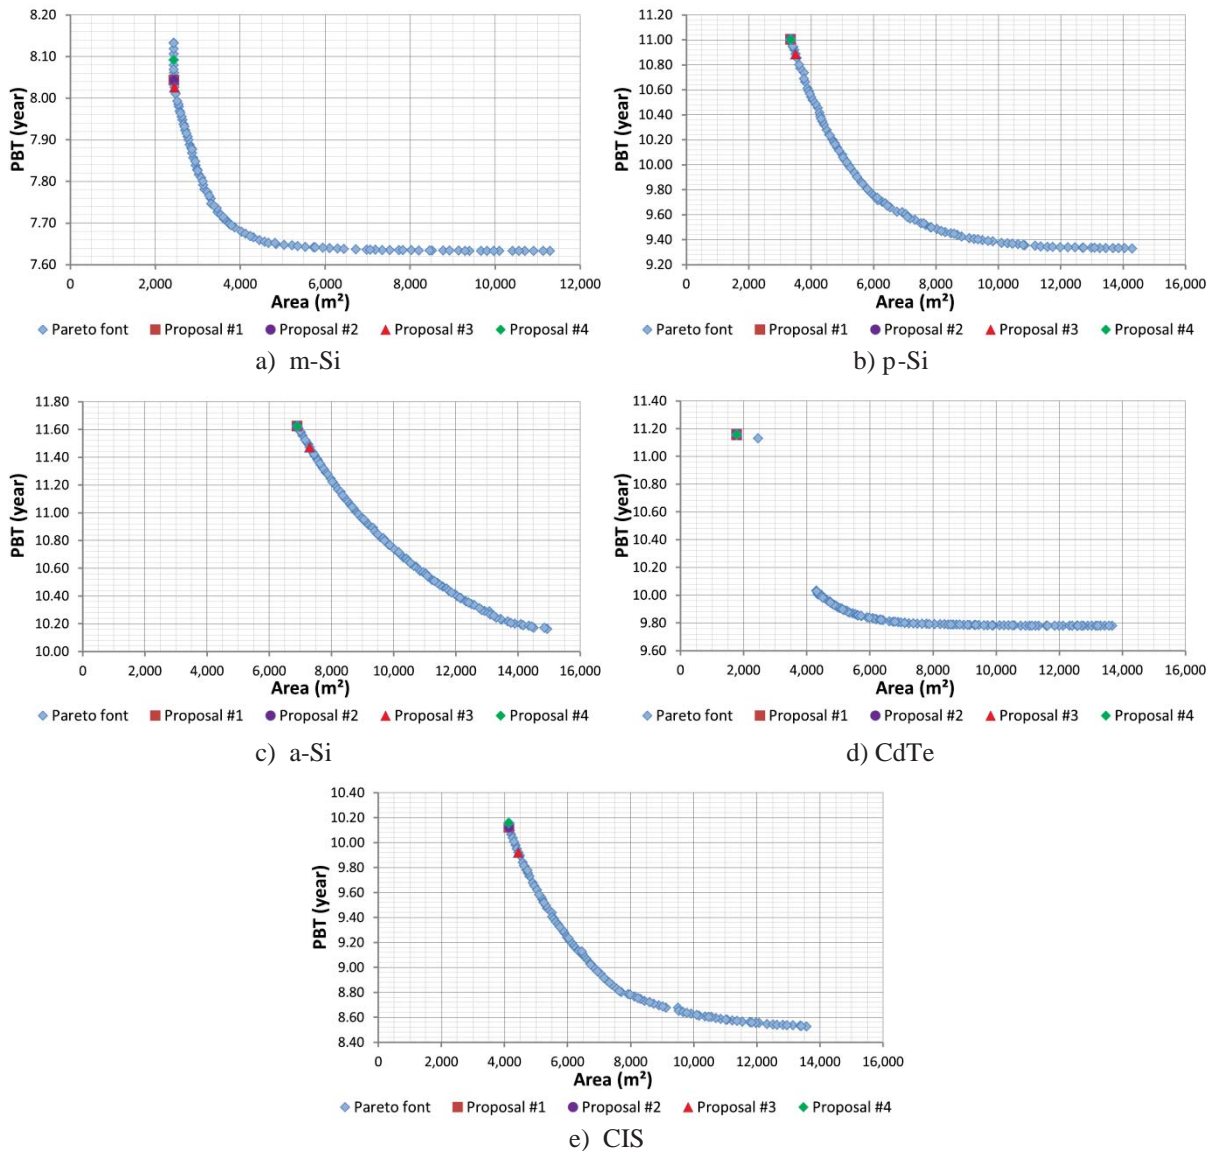 8.20
8.10
8.00
7.90
7.80
7.70
7.60
PBT (year)
0 2,000 4,000 6,000 8,000 10,000 12,000
Area (m²)
Pareto font Proposal #1 Proposal #2 Proposal #3 Proposal #4
a) m-Si
11.20
11.00
10.80
10.60
10.40
10.20
10.00
9.80
9.60
9.40
9.20
PBT (year)
0 2,000 4,000 6,000 8,000 10,000 12,000 14,000 16,000
Area (m²)
Pareto font Proposal #1 Proposal #2 Proposal #3 Proposal #4
b) p-Si
11.80
11.60
11.40
11.20
11.00
10.80
10.60
10.40
10.20
10.00
PBT (year)
0 2,000 4,000 6,000 8,000 10,000 12,000 14,000 16,000
Area (m²)
Pareto font Proposal #1 Proposal #2 Proposal #3 Proposal #4
c) a-Si
11.40
11.20
11.00
10.80
10.60
10.40
10.20
10.00
9.80
9.60
PBT (year)
0 2,000 4,000 6,000 8,000 10,000 12,000 14,000 16,000
Area (m²)
Pareto font Proposal #1 Proposal #2 Proposal #3 Proposal #4
d) CdTe
10.40
10.20
10.00
9.80
9.60
9.40
9.20
9.00
8.80
8.60
8.40
PBT (year)
0 2,000 4,000 6,000 8,000 10,000 12,000 14,000 16,000
Area (m²)
Pareto font Proposal #1 Proposal #2 Proposal #3 Proposal #4
e) CIS